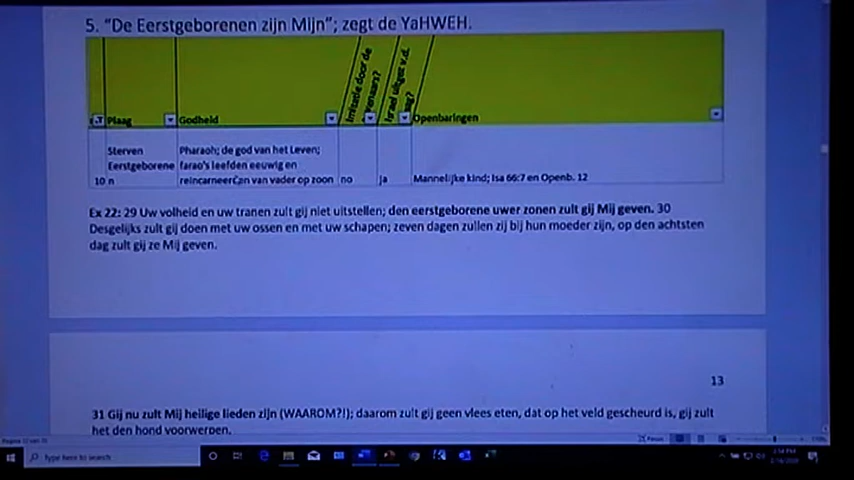 5. "De Eerstgeborenen zijn Mijn"; zegt de YaHWEH.
Plaag
Godheid
Imitatie door de
Israel uitgez v.d.
Openbaringen
Sterven
Eerstgeborene
10 n
Pharaoh; de god van het Leven;
farao's leefden eeuwig en
reincarneerden van vader op zoon
no
ja
Mannelijke kind; Isa 66:7 en Openb. 12
Ex 22: 29 Uw volheid en uw tranen zult gij niet uitstellen; den eerstgeborene uwer zonen zult gij Mij geven. 30
Desgelijks zult gij doen met uw ossen en met uw schapen; zeven dagen zullen zij bij hun moeder zijn, op den achtsten
dag zult gij ze Mij geven.
13
31 Gij nu zult Mij heilige lieden zijn (WAAROM?!); daarom zult gij geen vlees eten, dat op het veld gescheurd is, gij zult
het den hond voorwerpen.
Focus
Type here to search